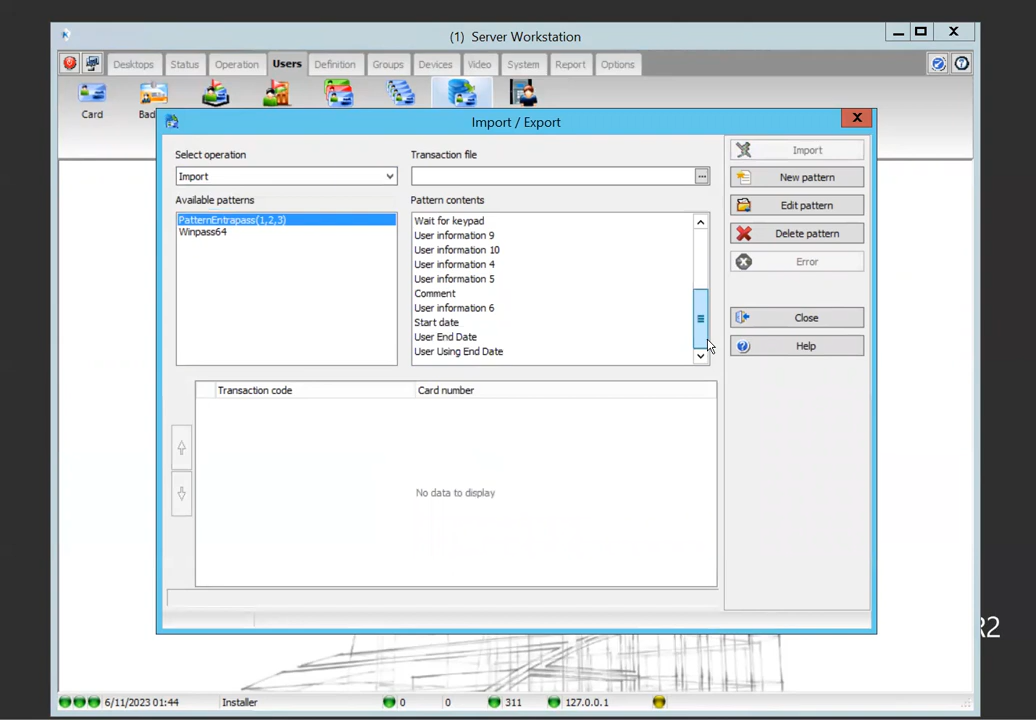 (1) Server Workstation
Desktops Status Operation Users Definition Groups Devices Video System Report Options
Card
Import / Export
Select operation
Import
Transaction file
...
Available patterns
PatternEntrapass(1,2,3)
Winpass64
Pattern contents
Wait for keypad
User information 9
User information 10
User information 4
User information 5
Comment
User information 6
Start date
User End Date
User Using End Date
Import
New pattern
Edit pattern
Delete pattern
Error
Close
Help
Transaction code Card number
No data to display
R2
6/11/2023 01:44 Installer 0 0 311 127.0.0.1